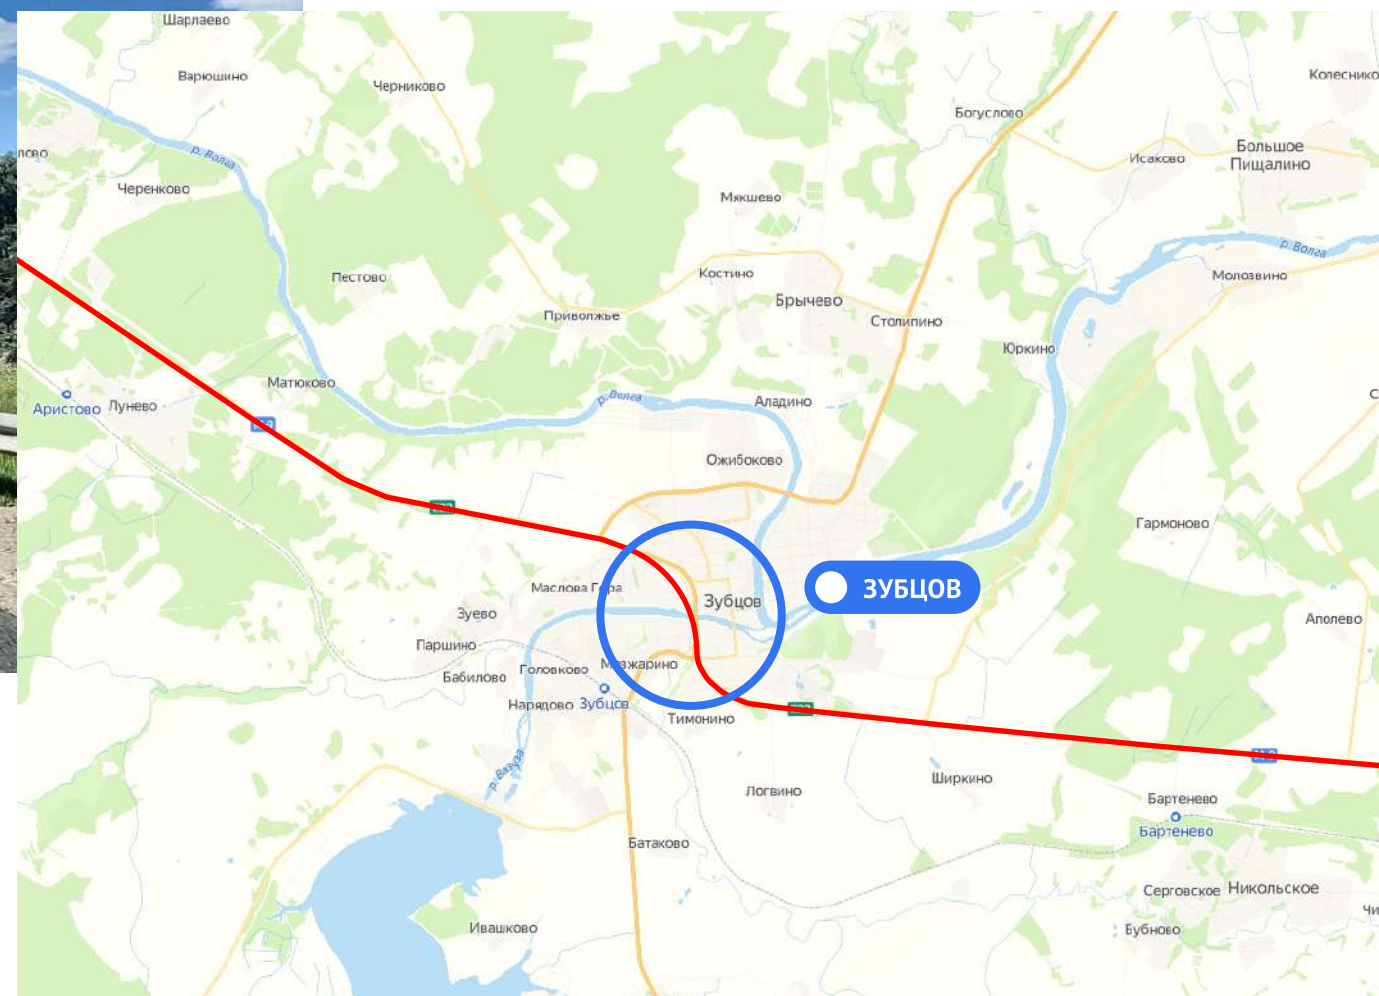 Шарлаево
Варюшино
Черниково
Колеснико
Богуслово
р. Волга
Исаково
Большое
Пищалино
Черенково
Мякшево
р. Волга
Пестово
Костино
Молозвино
Брычево
Приволжье
Столипино
Юркино
Матюково
р. Волга
Аладино
Аристово
Лунево
Ожибоково
Гармоново
Маслова Гора
ЗУБЦОВ
Зубцов
Зуево
Аполево
Паршино
Головково
Мозжарино
Бабилово
Нарядово
Зубцов
Тимонино
р. Вазуза
Ширкино
Логвино
Бартенево
Бартенево
Батаково
Серговское
Никольское
Ивашково
Бубново